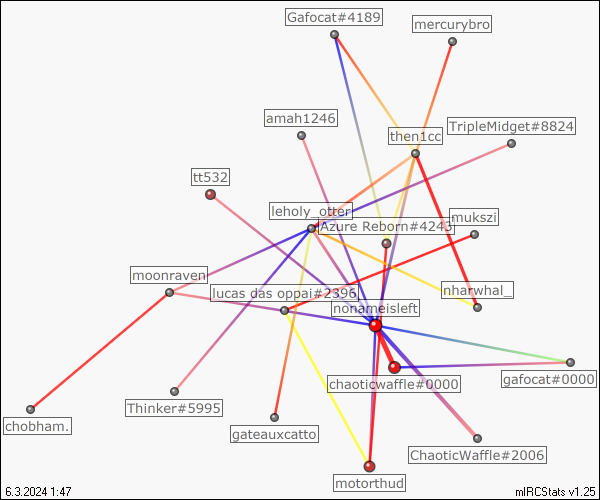 Gafocat#4189
mercurybro
amah1246
TripleMidget#8824
then1cc
tt532
leholy_otter
Azure Reborn#4243
mukszi
moonraven
lucas das oppai#2396
nharwhal_
nonameisleft
chaoticwaffle#0000
gafocat#0000
Thinker#5995
chobham.
gateauxcatto
ChaoticWaffle#2006
motorthud
6.3.2024 1:47
mIRCStats v1.25